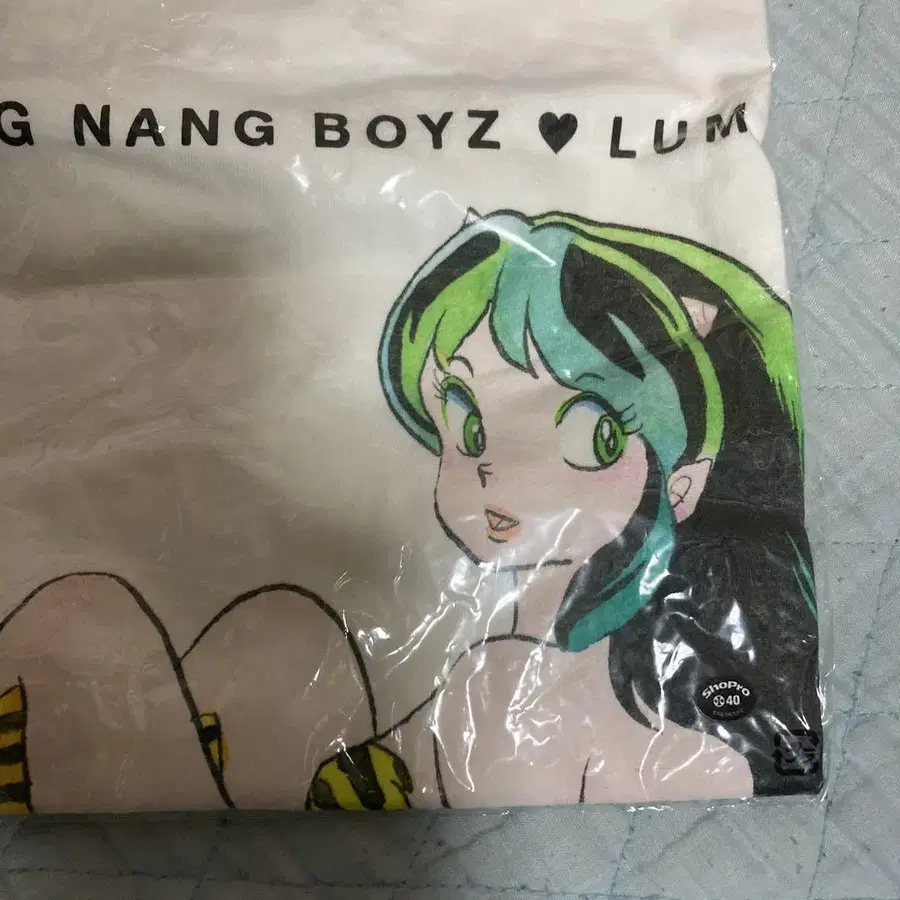 G NANG BOYZ ♥ LUM
ShoPro
40